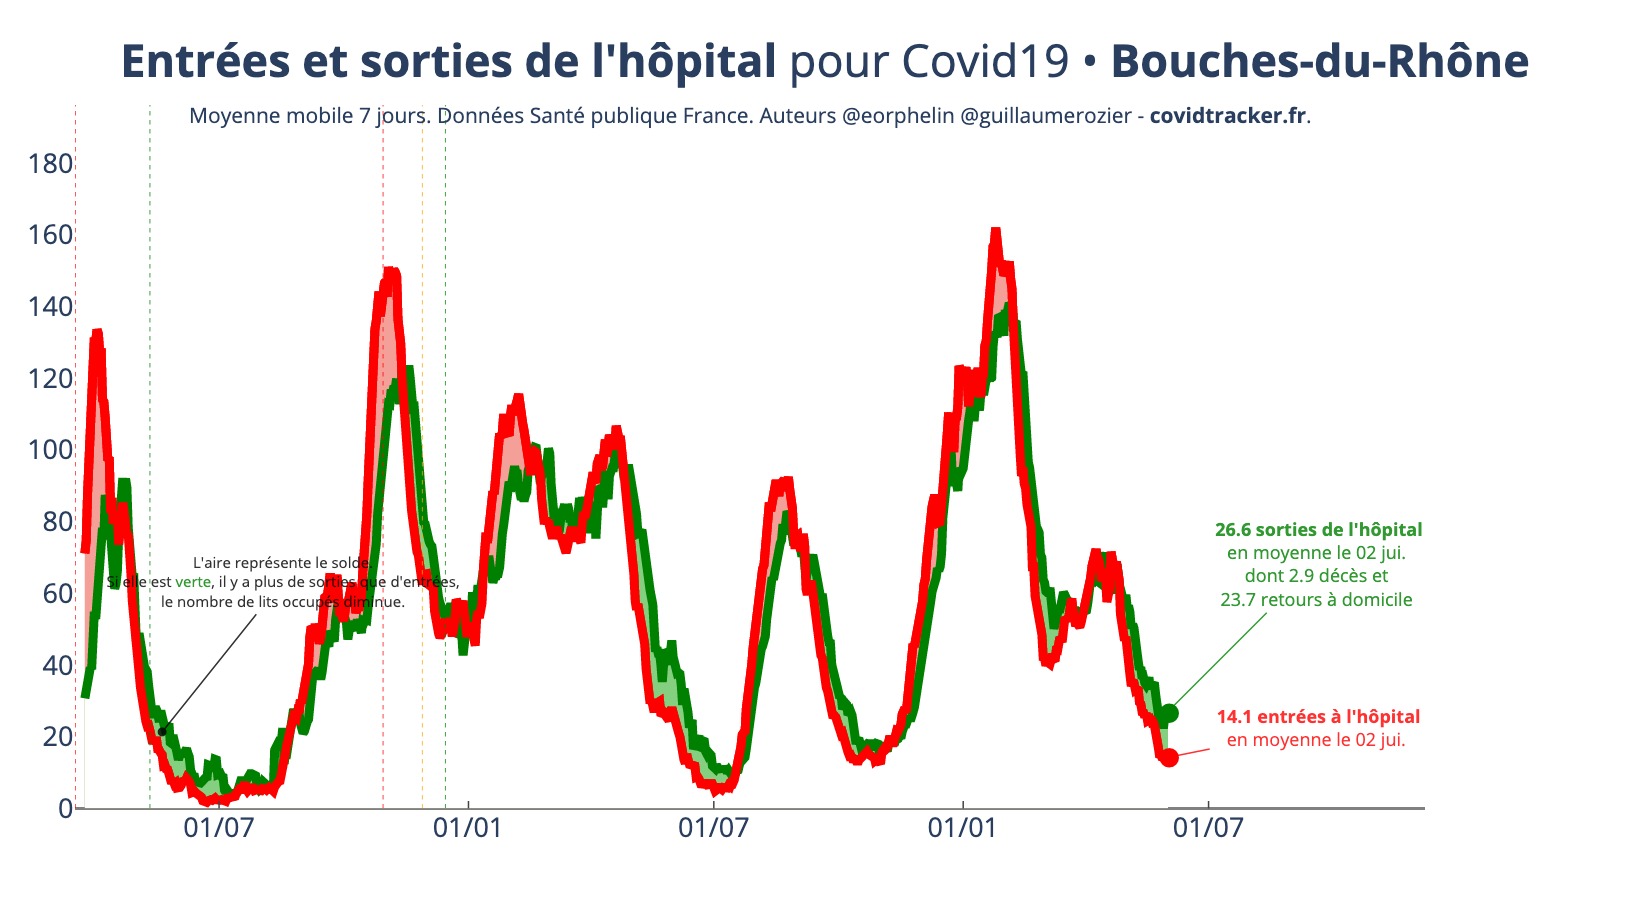 Entrées et sorties de l'hôpital pour Covid19 • Bouches-du-Rhône
Moyenne mobile 7 jours. Données Santé publique France. Auteurs @eorphelin @guillaumerozier - covidtracker.fr.
180
160
140
120
100
80
60
40
20
0
L'aire représente le solde.
Si elle est verte, il y a plus de sorties que d'entrées,
le nombre de lits occupés diminue.
26.6 sorties de l'hôpital
en moyenne le 02 jui.
dont 2.9 décès et
23.7 retours à domicile
14.1 entrées à l'hôpital
en moyenne le 02 jui.
01/07 01/01 01/07 01/01 01/07